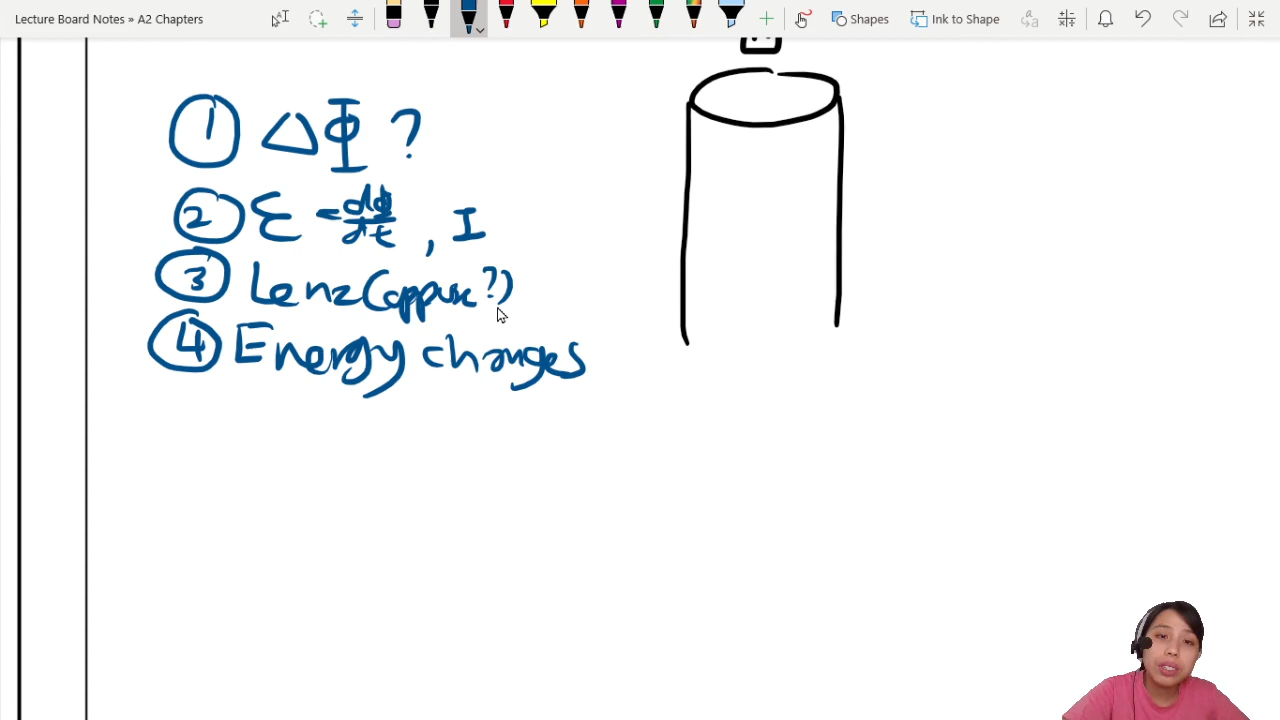 Lecture Board Notes » A2 Chapters
Shapes
Ink to Shape
1 ΔΦ ?
2 ε = dΦ/dt , I
3 Lenz (oppose ?)
4 Energy changes